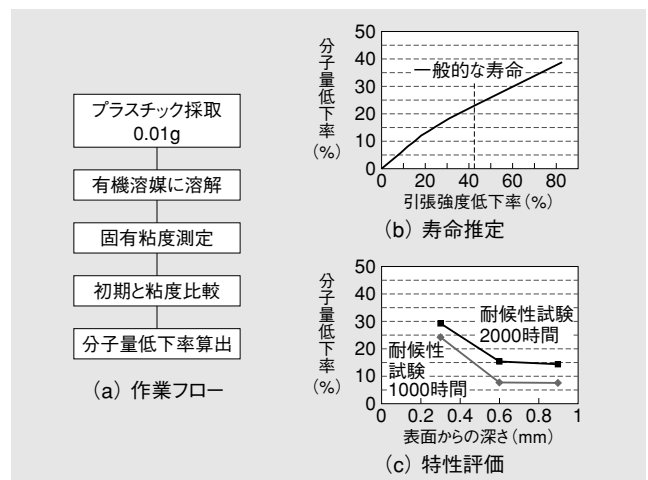 プラスチック採取
0.01g
有機溶媒に溶解
固有粘度測定
初期と粘度比較
分子量低下率算出
(a) 作業フロー
分子量低下率(%)
50
40
30
20
10
0
一般的な寿命
0 20 40 60 80
引張強度低下率(%)
(b) 寿命推定
分子量低下率(%)
50
40
30
20
10
0
耐候性試験
2000時間
耐候性
試験
1000時間
0 0.2 0.4 0.6 0.8 1
表面からの深さ(mm)
(c) 特性評価